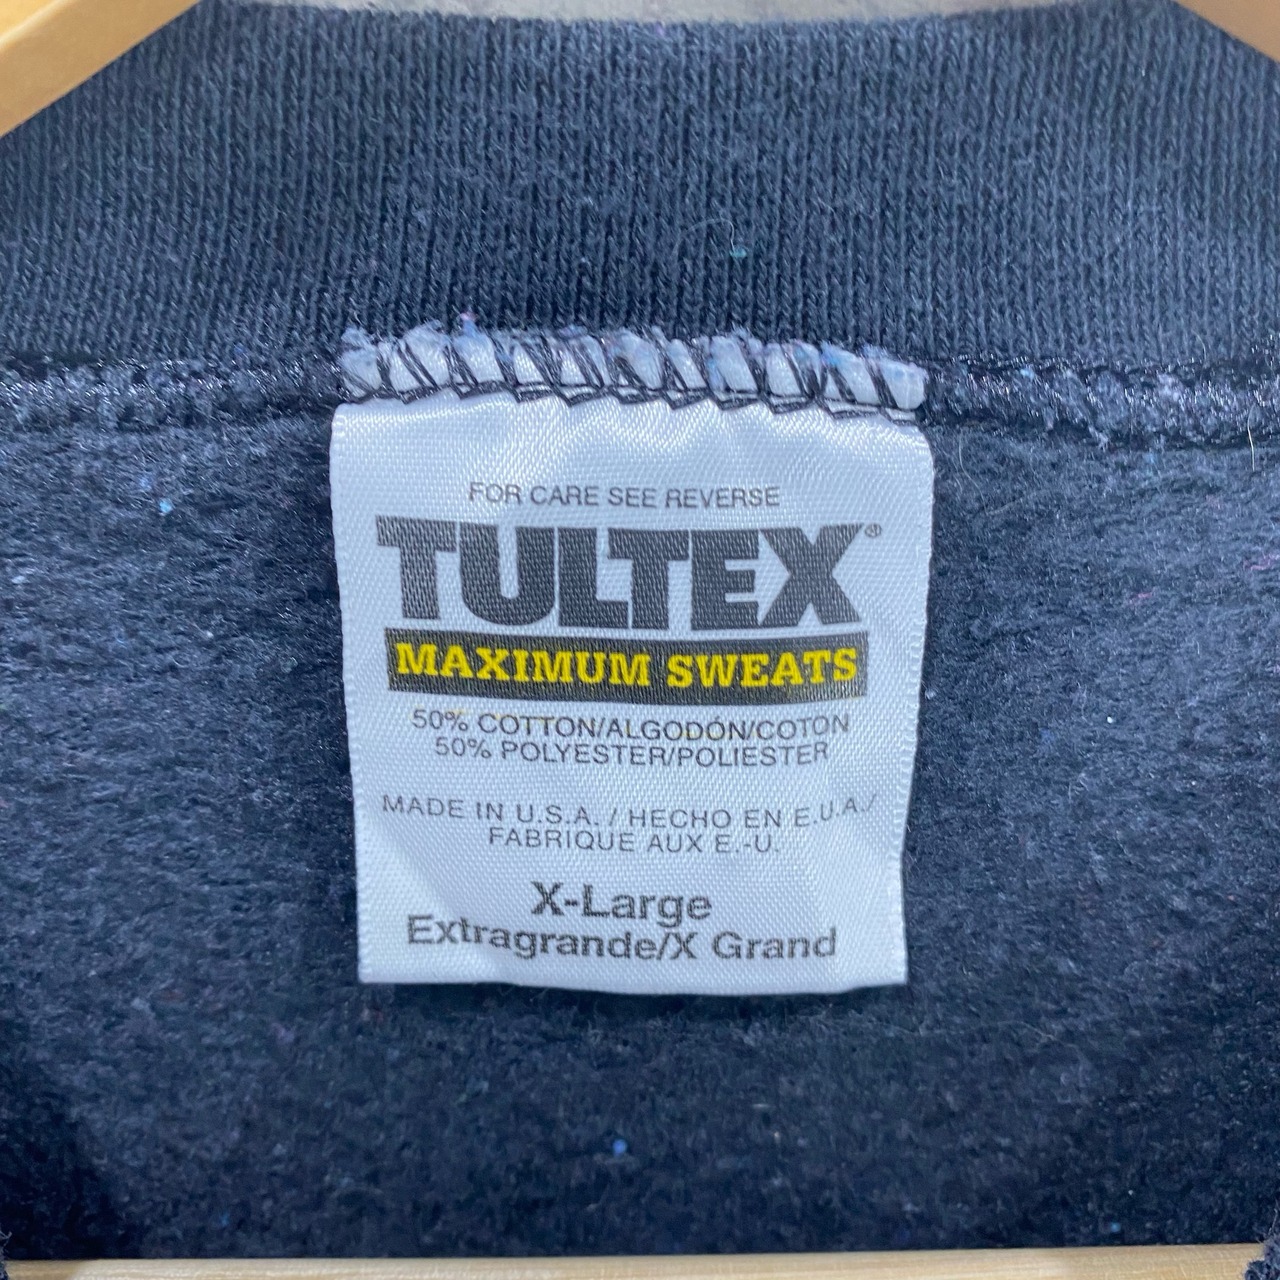 FOR CARE SEE REVERSE
TULTEX®
MAXIMUM SWEATS
50% COTTON/ALGODÓN/COTON
50% POLYESTER/POLIESTER
MADE IN U.S.A. / HECHO EN E.U.A./
FABRIQUE AUX E.-U.
X-Large
Extragrande/X Grand